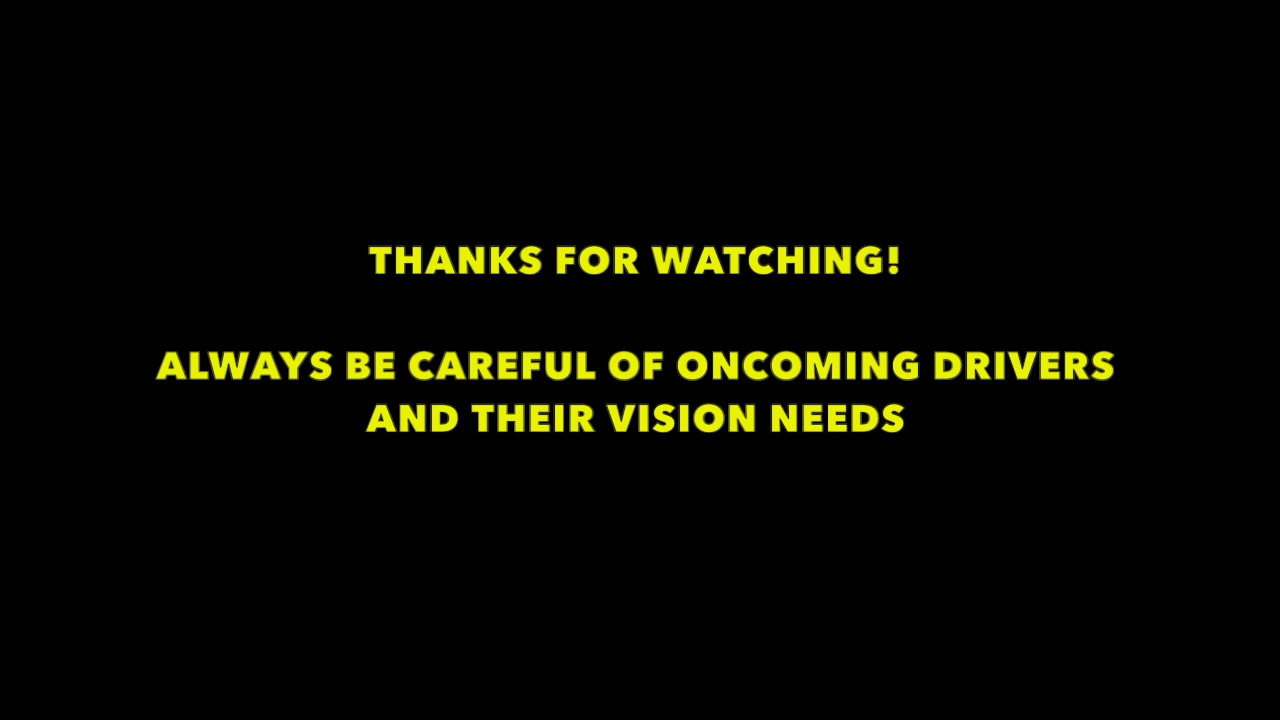 THANKS FOR WATCHING!
ALWAYS BE CAREFUL OF ONCOMING DRIVERS
AND THEIR VISION NEEDS